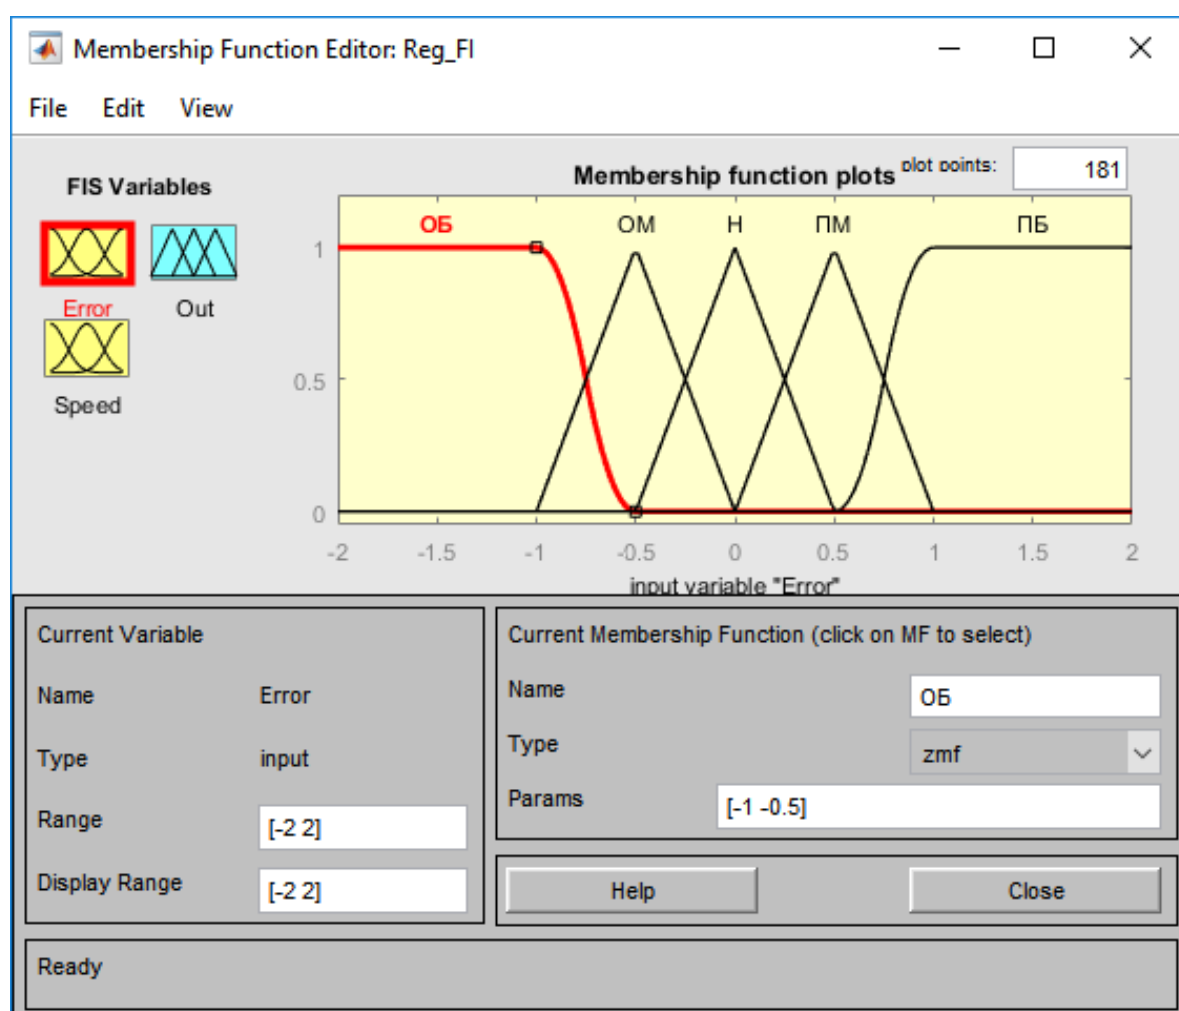 Membership Function Editor: Reg_FI
File Edit View
FIS Variables
Membership function plots
plot points: 181
ОБ ОМ Н ПМ ПБ
1
0.5
0
-2 -1.5 -1 -0.5 0 0.5 1 1.5 2
input variable "Error"
Error Out
Speed
Current Variable
Name Error
Type input
Range [-2 2]
Display Range [-2 2]
Current Membership Function (click on MF to select)
Name ОБ
Type zmf
Params [-1 -0.5]
Help Close
Ready